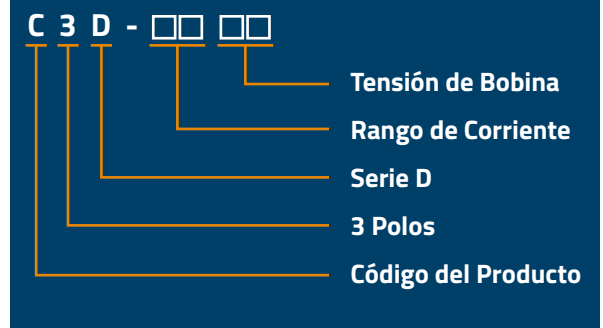 C 3 D - □□ □□
Tensión de Bobina
Rango de Corriente
Serie D
3 Polos
Código del Producto